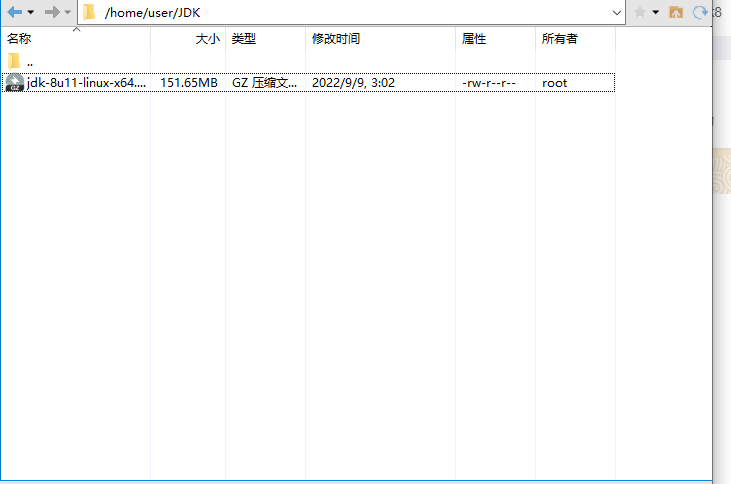 /home/user/JDK
k8
名称 大小 类型 修改时间 属性 所有者
..
jdk-8u11-linux-x64.... 151.65MB GZ 压缩文... 2022/9/9, 3:02 -rw-r--r-- root